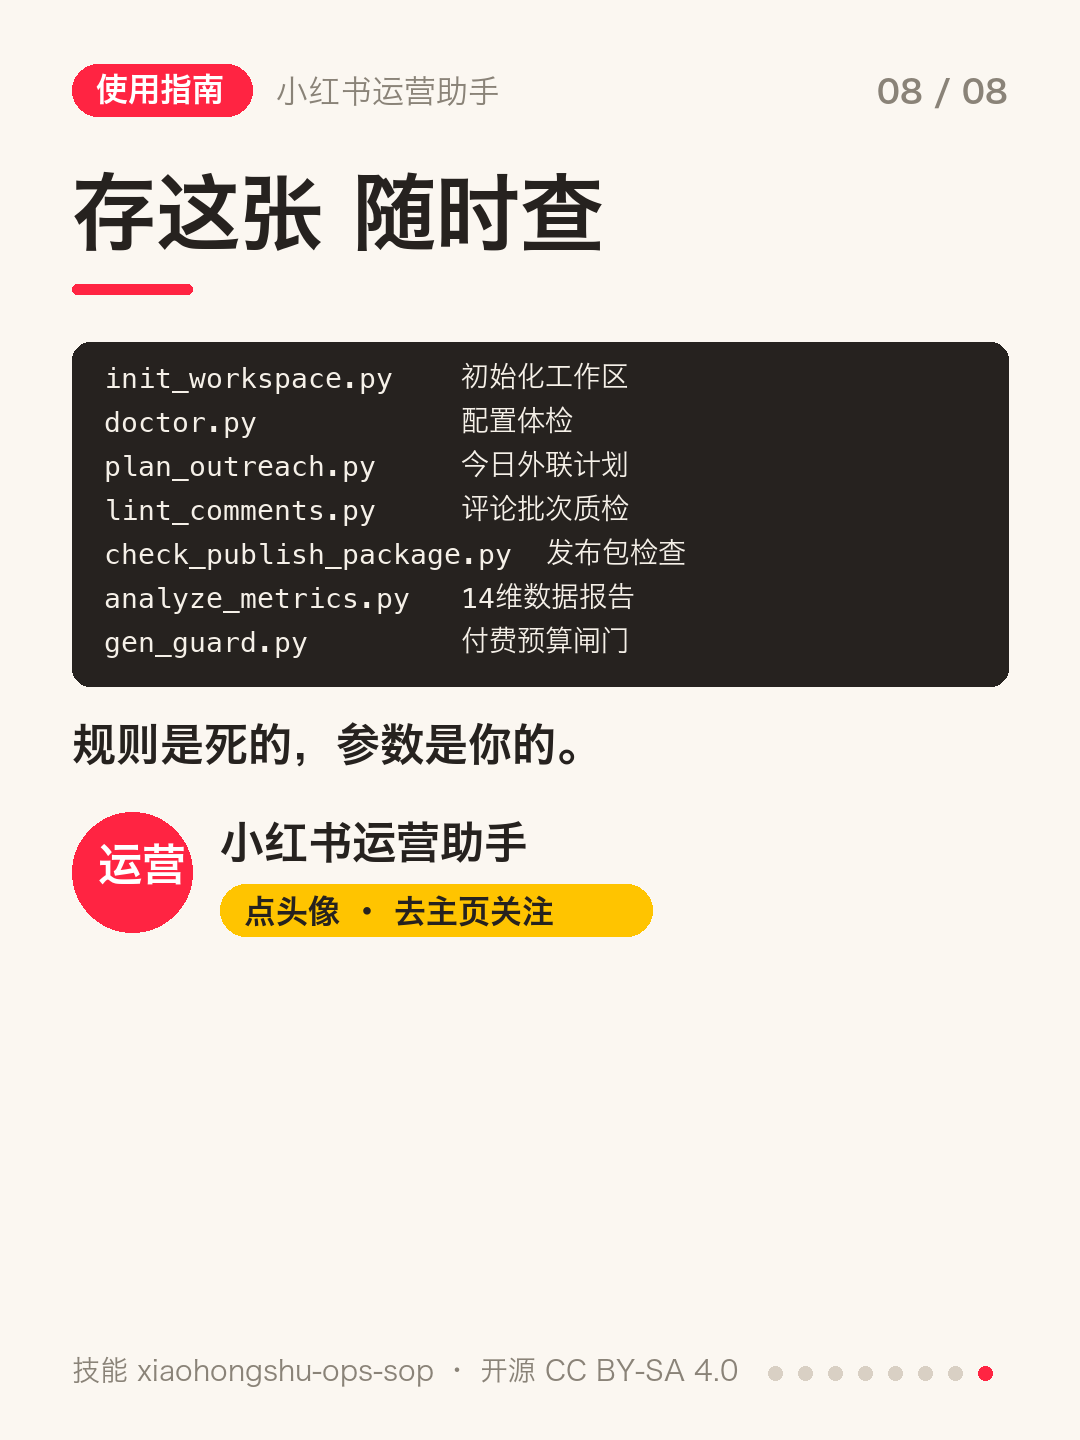 使用指南 小红书运营助手 08 / 08
存这张 随时查
init_workspace.py 初始化工作区
doctor.py 配置体检
plan_outreach.py 今日外联计划
lint_comments.py 评论批次质检
check_publish_package.py 发布包检查
analyze_metrics.py 14维数据报告
gen_guard.py 付费预算闸门
规则是死的，参数是你的。
运营
小红书运营助手
点头像 · 去主页关注
技能 xiaohongshu-ops-sop · 开源 CC BY-SA 4.0